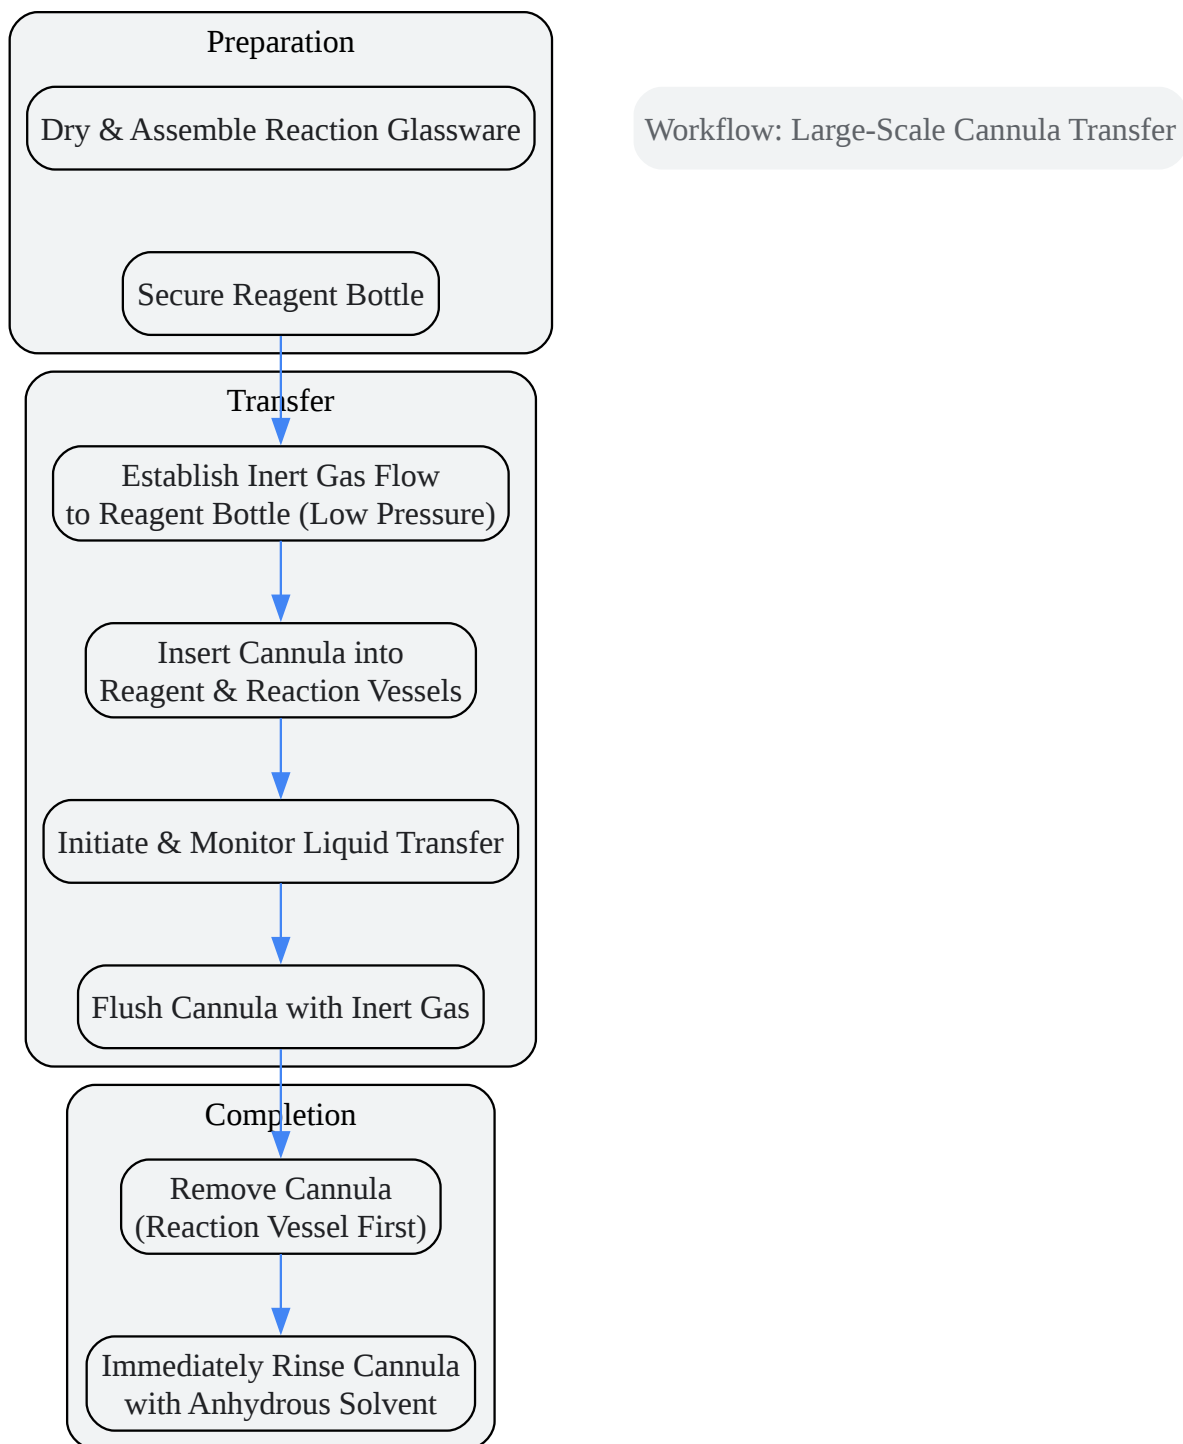 Preparation
Dry & Assemble Reaction Glassware
Workflow: Large-Scale Cannula Transfer
Secure Reagent Bottle
Transfer
Establish Inert Gas Flow
to Reagent Bottle (Low Pressure)
Insert Cannula into
Reagent & Reaction Vessels
Initiate & Monitor Liquid Transfer
Flush Cannula with Inert Gas
Completion
Remove Cannula
(Reaction Vessel First)
Immediately Rinse Cannula
with Anhydrous Solvent